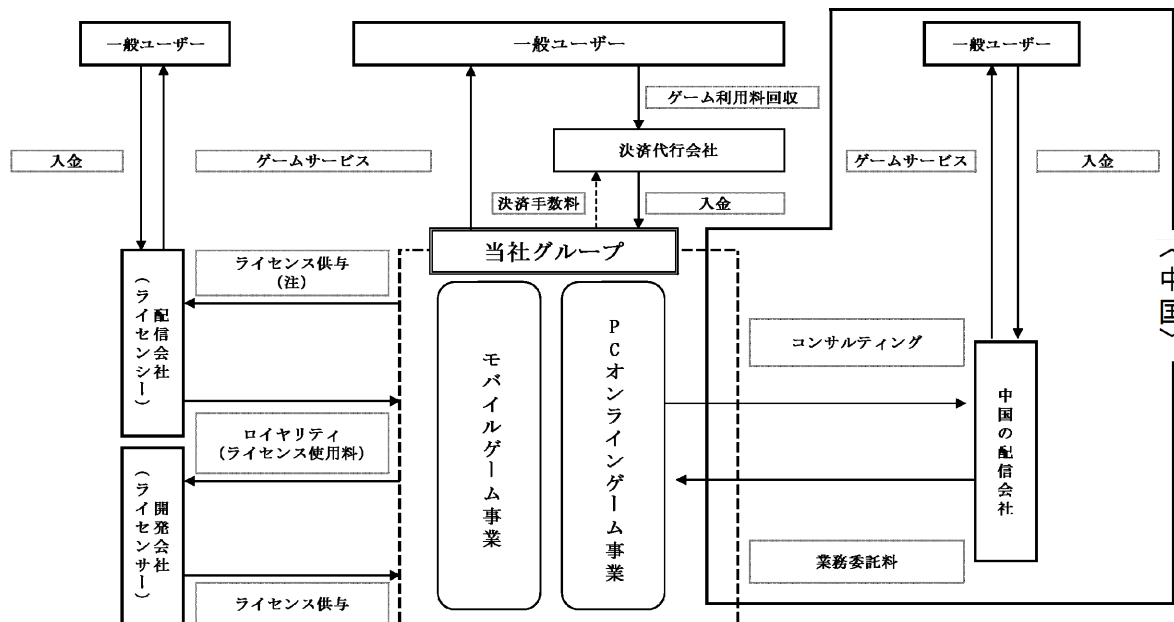 一般ユーザー
一般ユーザー
一般ユーザー
ゲーム利用料回収
決済代行会社
入金
ゲームサービス
ゲームサービス
入金
決済手数料
入金
当社グループ
ライセンス供与
（注）
配信会社
（ライセンシー）
モバイルゲーム事業
PCオンラインゲーム事業
コンサルティング
〈中国〉
中国の配信会社
ロイヤリティ
（ライセンス使用料）
開発会社
（ライセンサー）
業務委託料
ライセンス供与